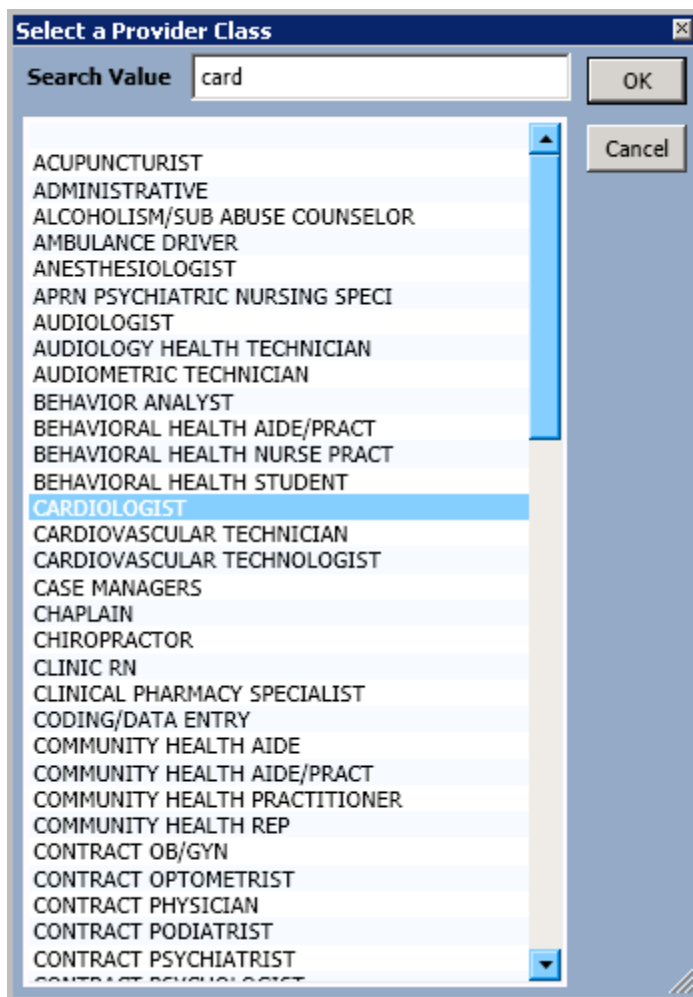 Select a Provider Class
Search Value card OK
Cancel
ACUPUNCTURIST
ADMINISTRATIVE
ALCOHOLISM/SUB ABUSE COUNSELOR
AMBULANCE DRIVER
ANESTHESIOLOGIST
APRN PSYCHIATRIC NURSING SPECI
AUDIOLOGIST
AUDIOLOGY HEALTH TECHNICIAN
AUDIOMETRIC TECHNICIAN
BEHAVIOR ANALYST
BEHAVIORAL HEALTH AIDE/PRACT
BEHAVIORAL HEALTH NURSE PRACT
BEHAVIORAL HEALTH STUDENT
CARDIOLOGIST
CARDIOVASCULAR TECHNICIAN
CARDIOVASCULAR TECHNOLOGIST
CASE MANAGERS
CHAPLAIN
CHIROPRACTOR
CLINIC RN
CLINICAL PHARMACY SPECIALIST
CODING/DATA ENTRY
COMMUNITY HEALTH AIDE
COMMUNITY HEALTH AIDE/PRACT
COMMUNITY HEALTH PRACTITIONER
COMMUNITY HEALTH REP
CONTRACT OB/GYN
CONTRACT OPTOMETRIST
CONTRACT PHYSICIAN
CONTRACT PODIATRIST
CONTRACT PSYCHIATRIST
CONTRACT PSYCHOLOGIST